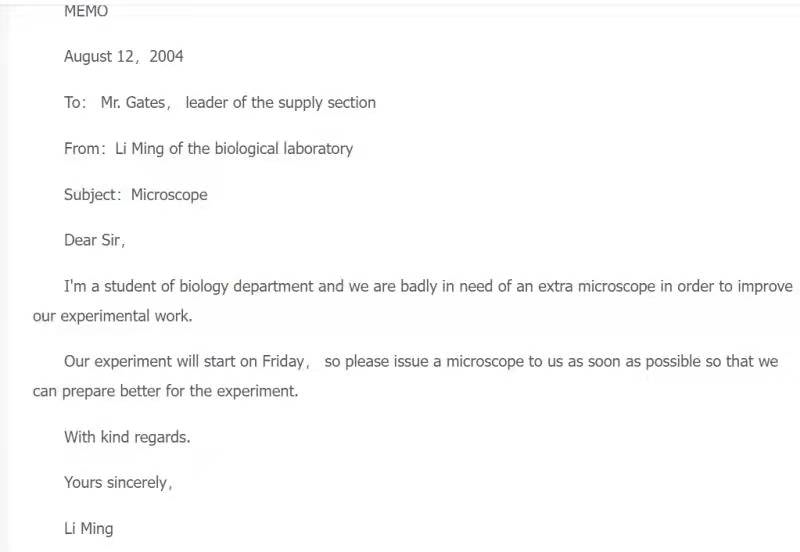 MEMO
August 12，2004
To： Mr. Gates， leader of the supply section
From：Li Ming of the biological laboratory
Subject：Microscope
Dear Sir，
I'm a student of biology department and we are badly in need of an extra microscope in order to improve
our experimental work.
Our experiment will start on Friday， so please issue a microscope to us as soon as possible so that we
can prepare better for the experiment.
With kind regards.
Yours sincerely，
Li Ming